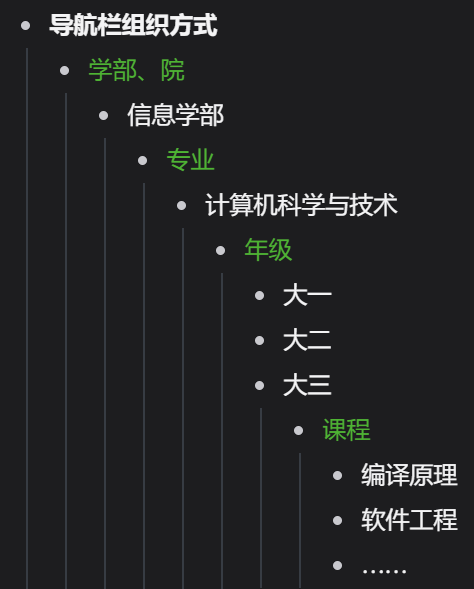 导航栏组织方式
学部、院
信息学部
专业
计算机科学与技术
年级
大一
大二
大三
课程
编译原理
软件工程
……